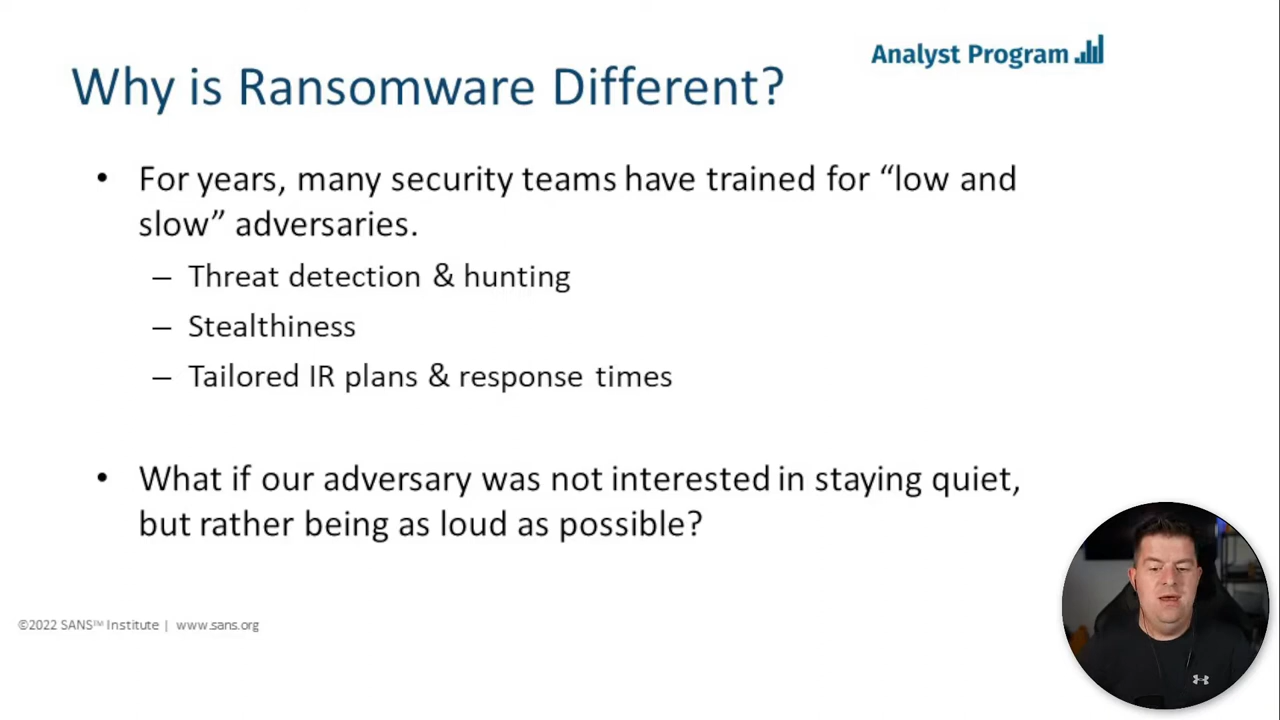 Analyst Program
Why is Ransomware Different?
• For years, many security teams have trained for “low and
slow” adversaries.
– Threat detection & hunting
– Stealthiness
– Tailored IR plans & response times
• What if our adversary was not interested in staying quiet,
but rather being as loud as possible?
©2022 SANS™ Institute | www.sans.org